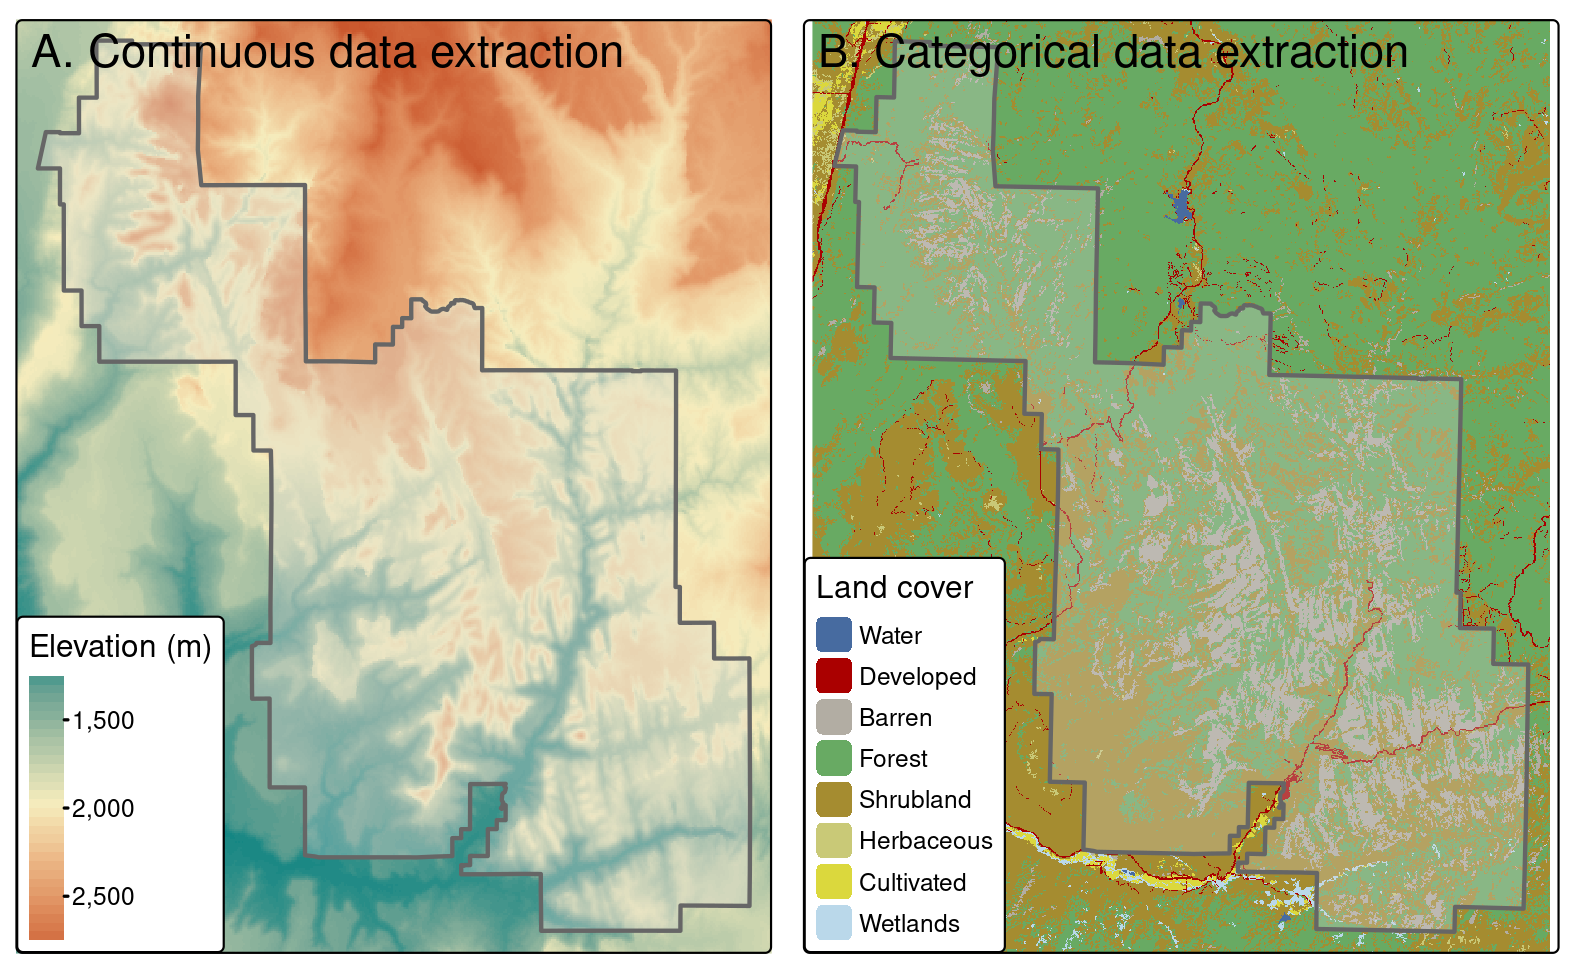 A. Continuous data extraction
Elevation (m)
1,500
2,000
2,500
B. Categorical data extraction
Land cover
Water
Developed
Barren
Forest
Shrubland
Herbaceous
Cultivated
Wetlands